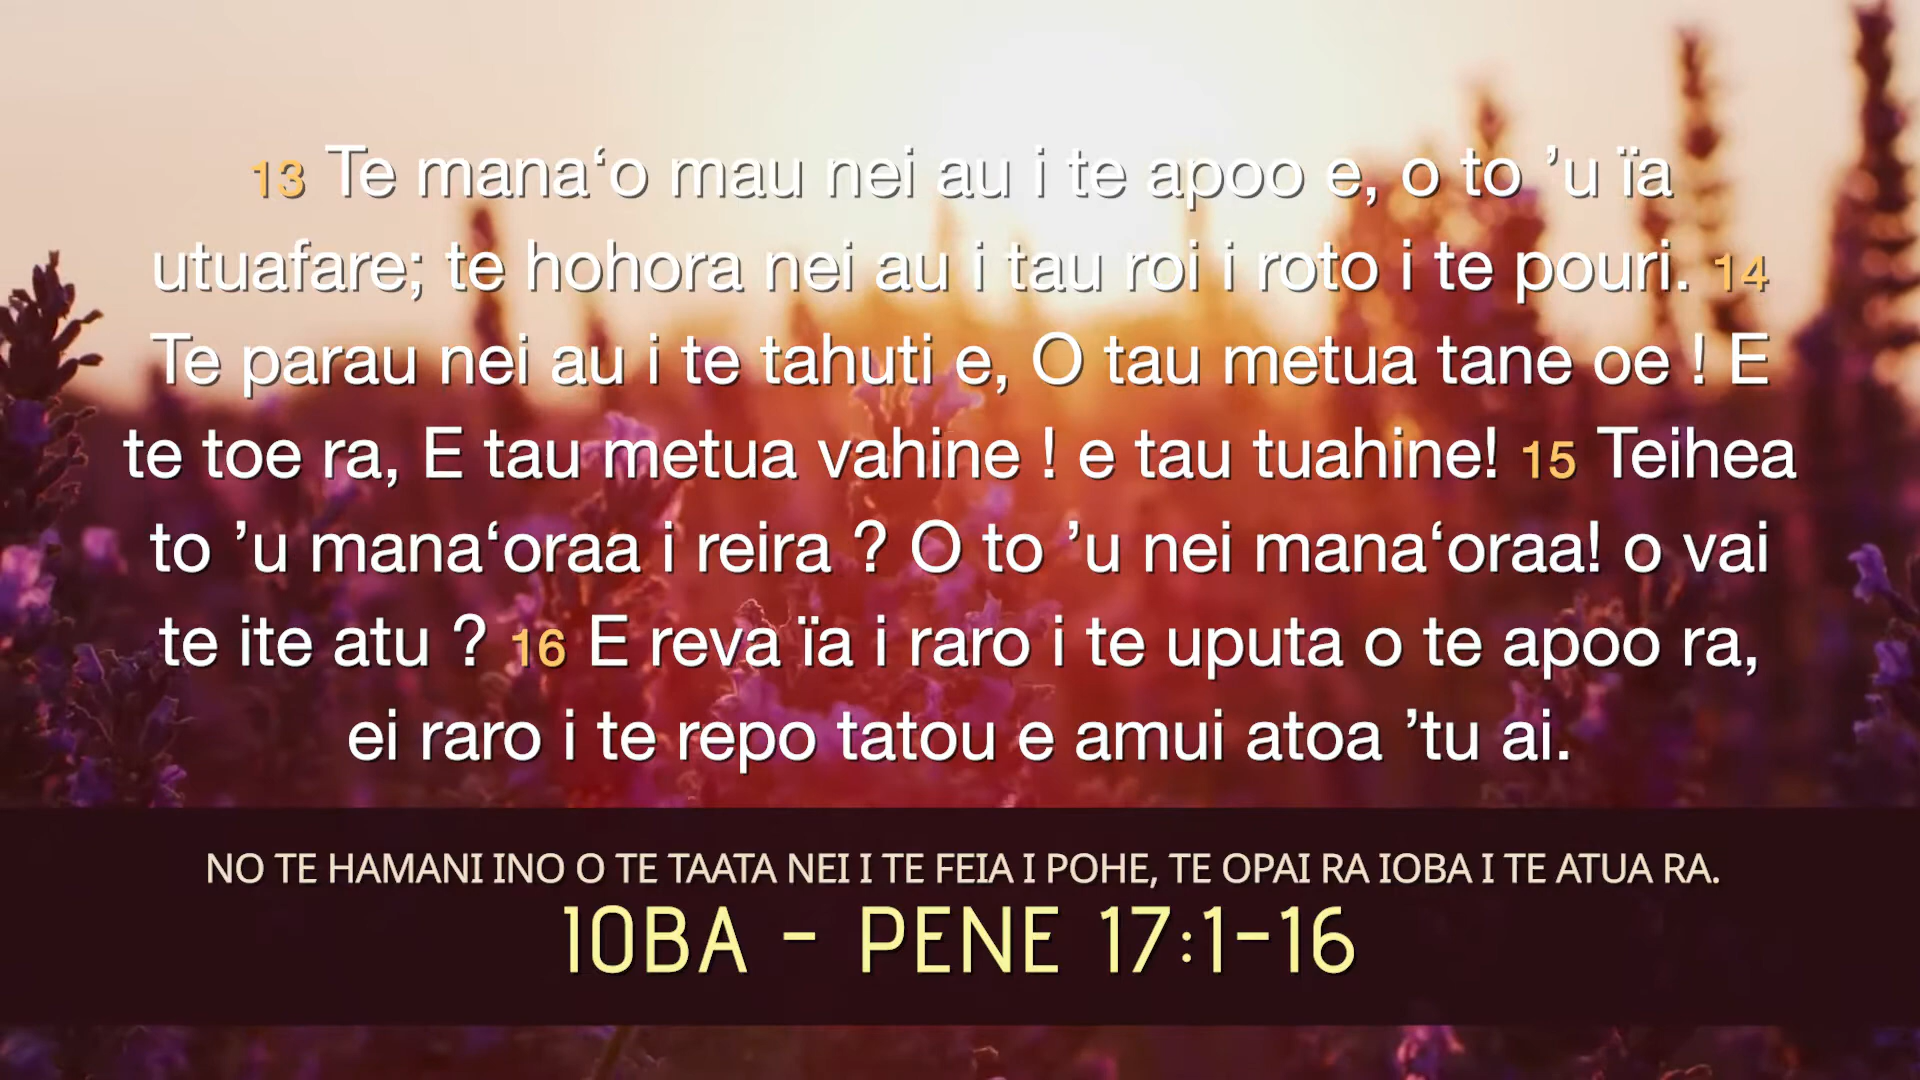 13 Te mana‘o mau nei au i te apoo e, o to ’u ïa
utuafare; te hohora nei au i tau roi i roto i te pouri. 14
Te parau nei au i te tahuti e, O tau metua tane oe ! E
te toe ra, E tau metua vahine ! e tau tuahine! 15 Teihea
to ’u mana‘oraa i reira ? O to ’u nei mana‘oraa! o vai
te ite atu ? 16 E reva ïa i raro i te uputa o te apoo ra,
ei raro i te repo tatou e amui atoa ’tu ai.
NO TE HAMANI INO O TE TAATA NEI I TE FEIA I POHE, TE OPAI RA IOBA I TE ATUA RA.
IOBA - PENE 17:1-16